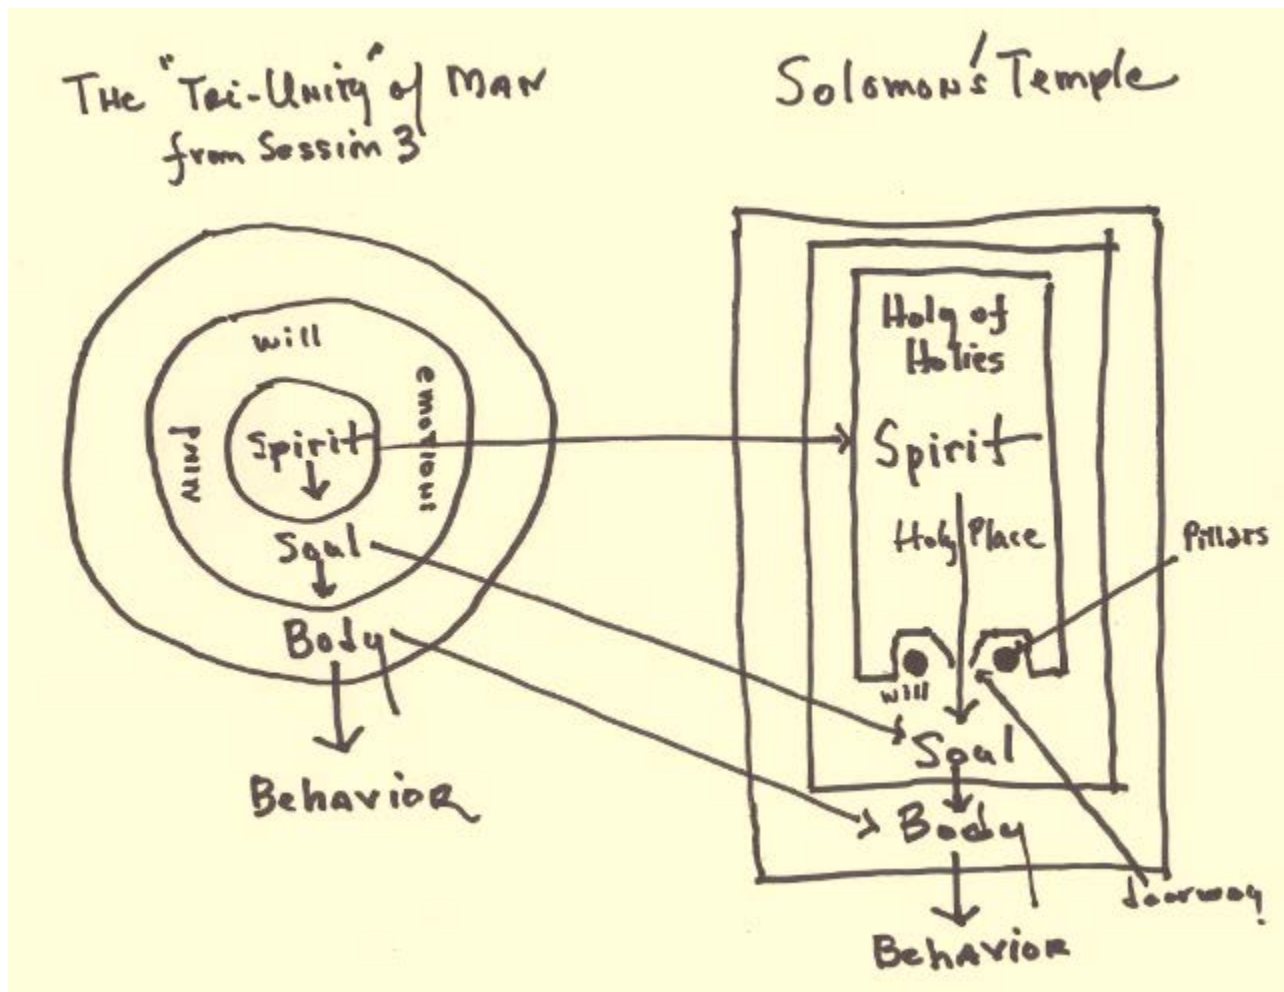 The "Tri-Unity" of MAN
from Session 3
will
emotions
mind
Spirit
Soul
Body
Behavior
Solomon's Temple
Holy of
Holies
Spirit
Holy Place
Pillars
will
Soul
Body
doorway
Behavior